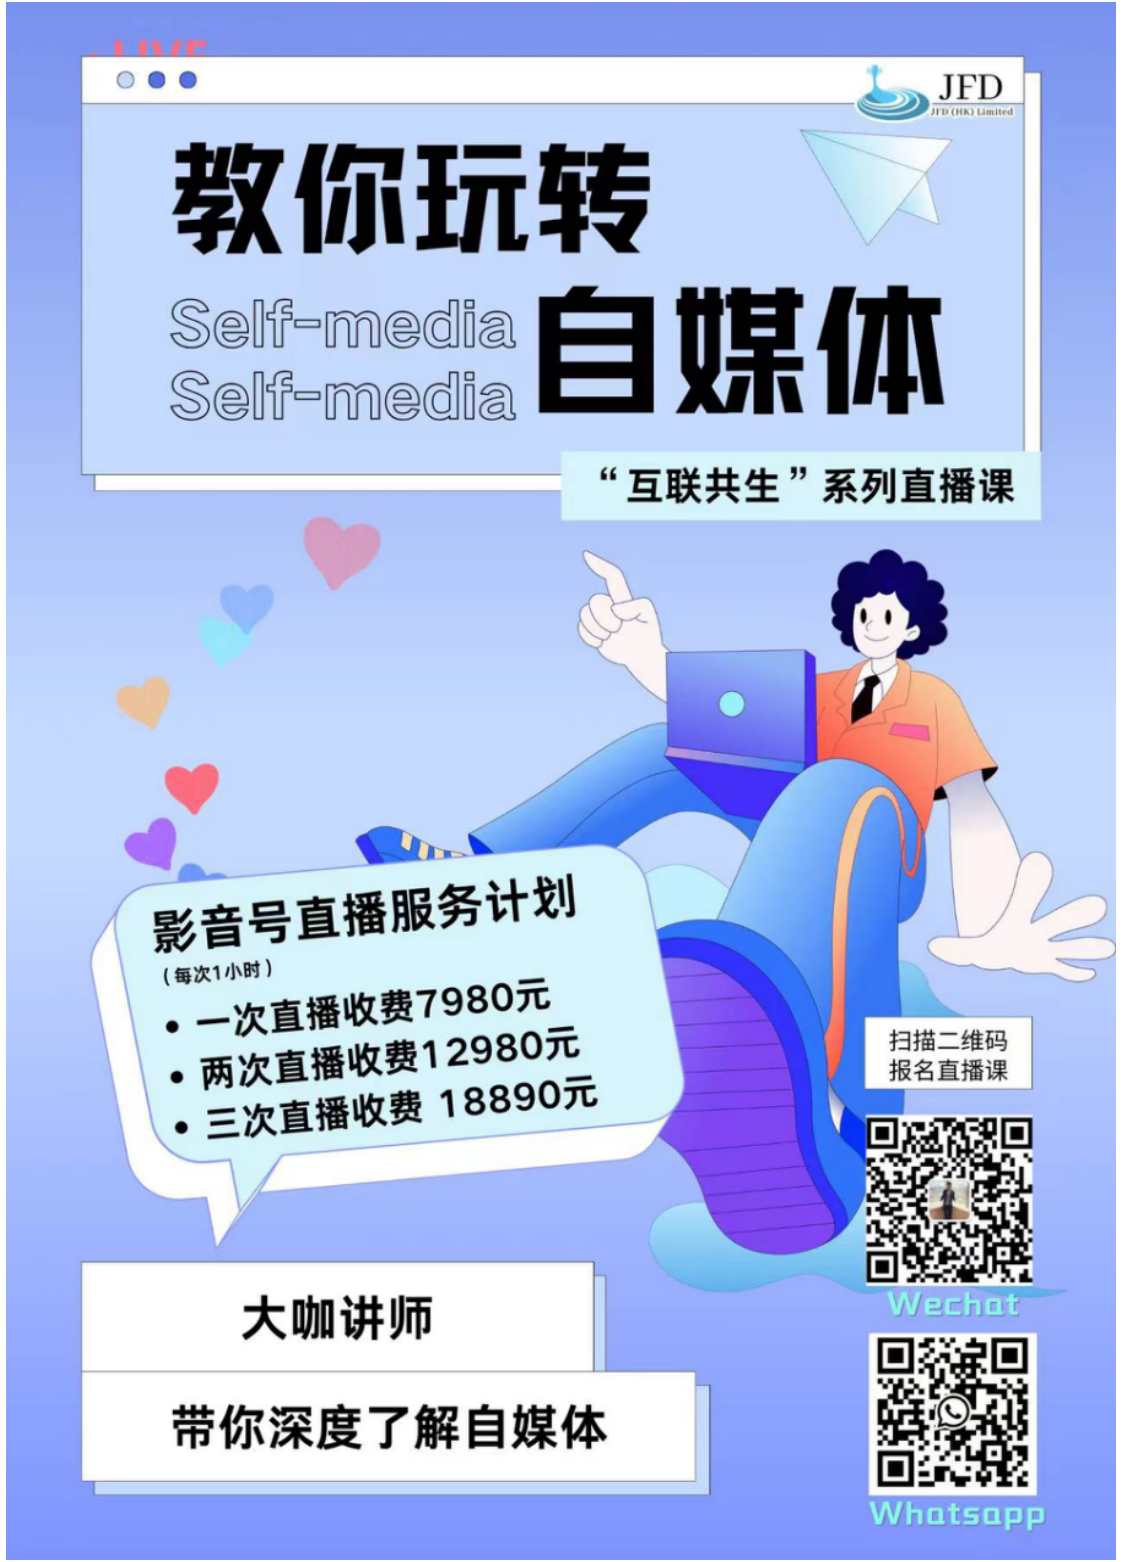 LIVE
JFD
JFD (HK) Limited
教你玩转
Self-media
Self-media
自媒体
“互联共生”系列直播课
影音号直播服务计划
(每次1小时)
• 一次直播收费7980元
• 两次直播收费12980元
• 三次直播收费 18890元
扫描二维码
报名直播课
Wechat
大咖讲师
带你深度了解自媒体
Whatsapp